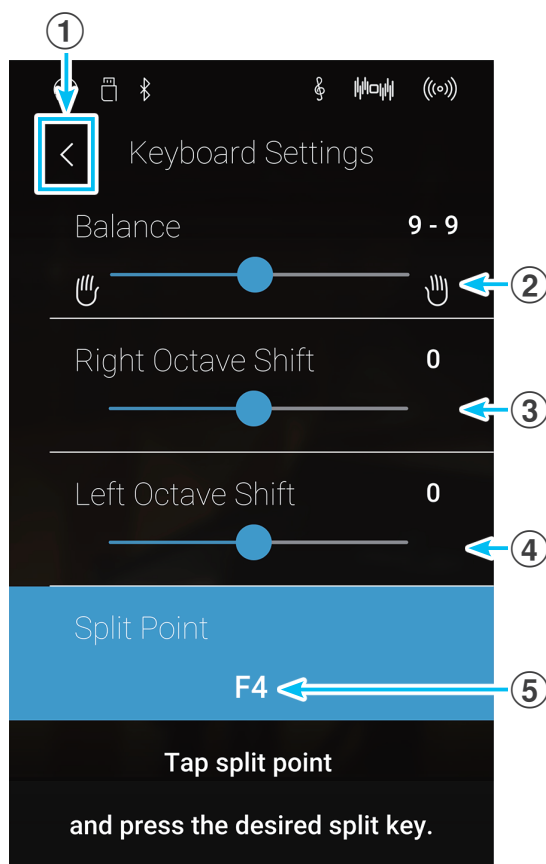 ①
Keyboard Settings
Balance 9 - 9
②
Right Octave Shift 0
③
Left Octave Shift 0
④
Split Point
F4 ⑤
Tap split point
and press the desired split key.